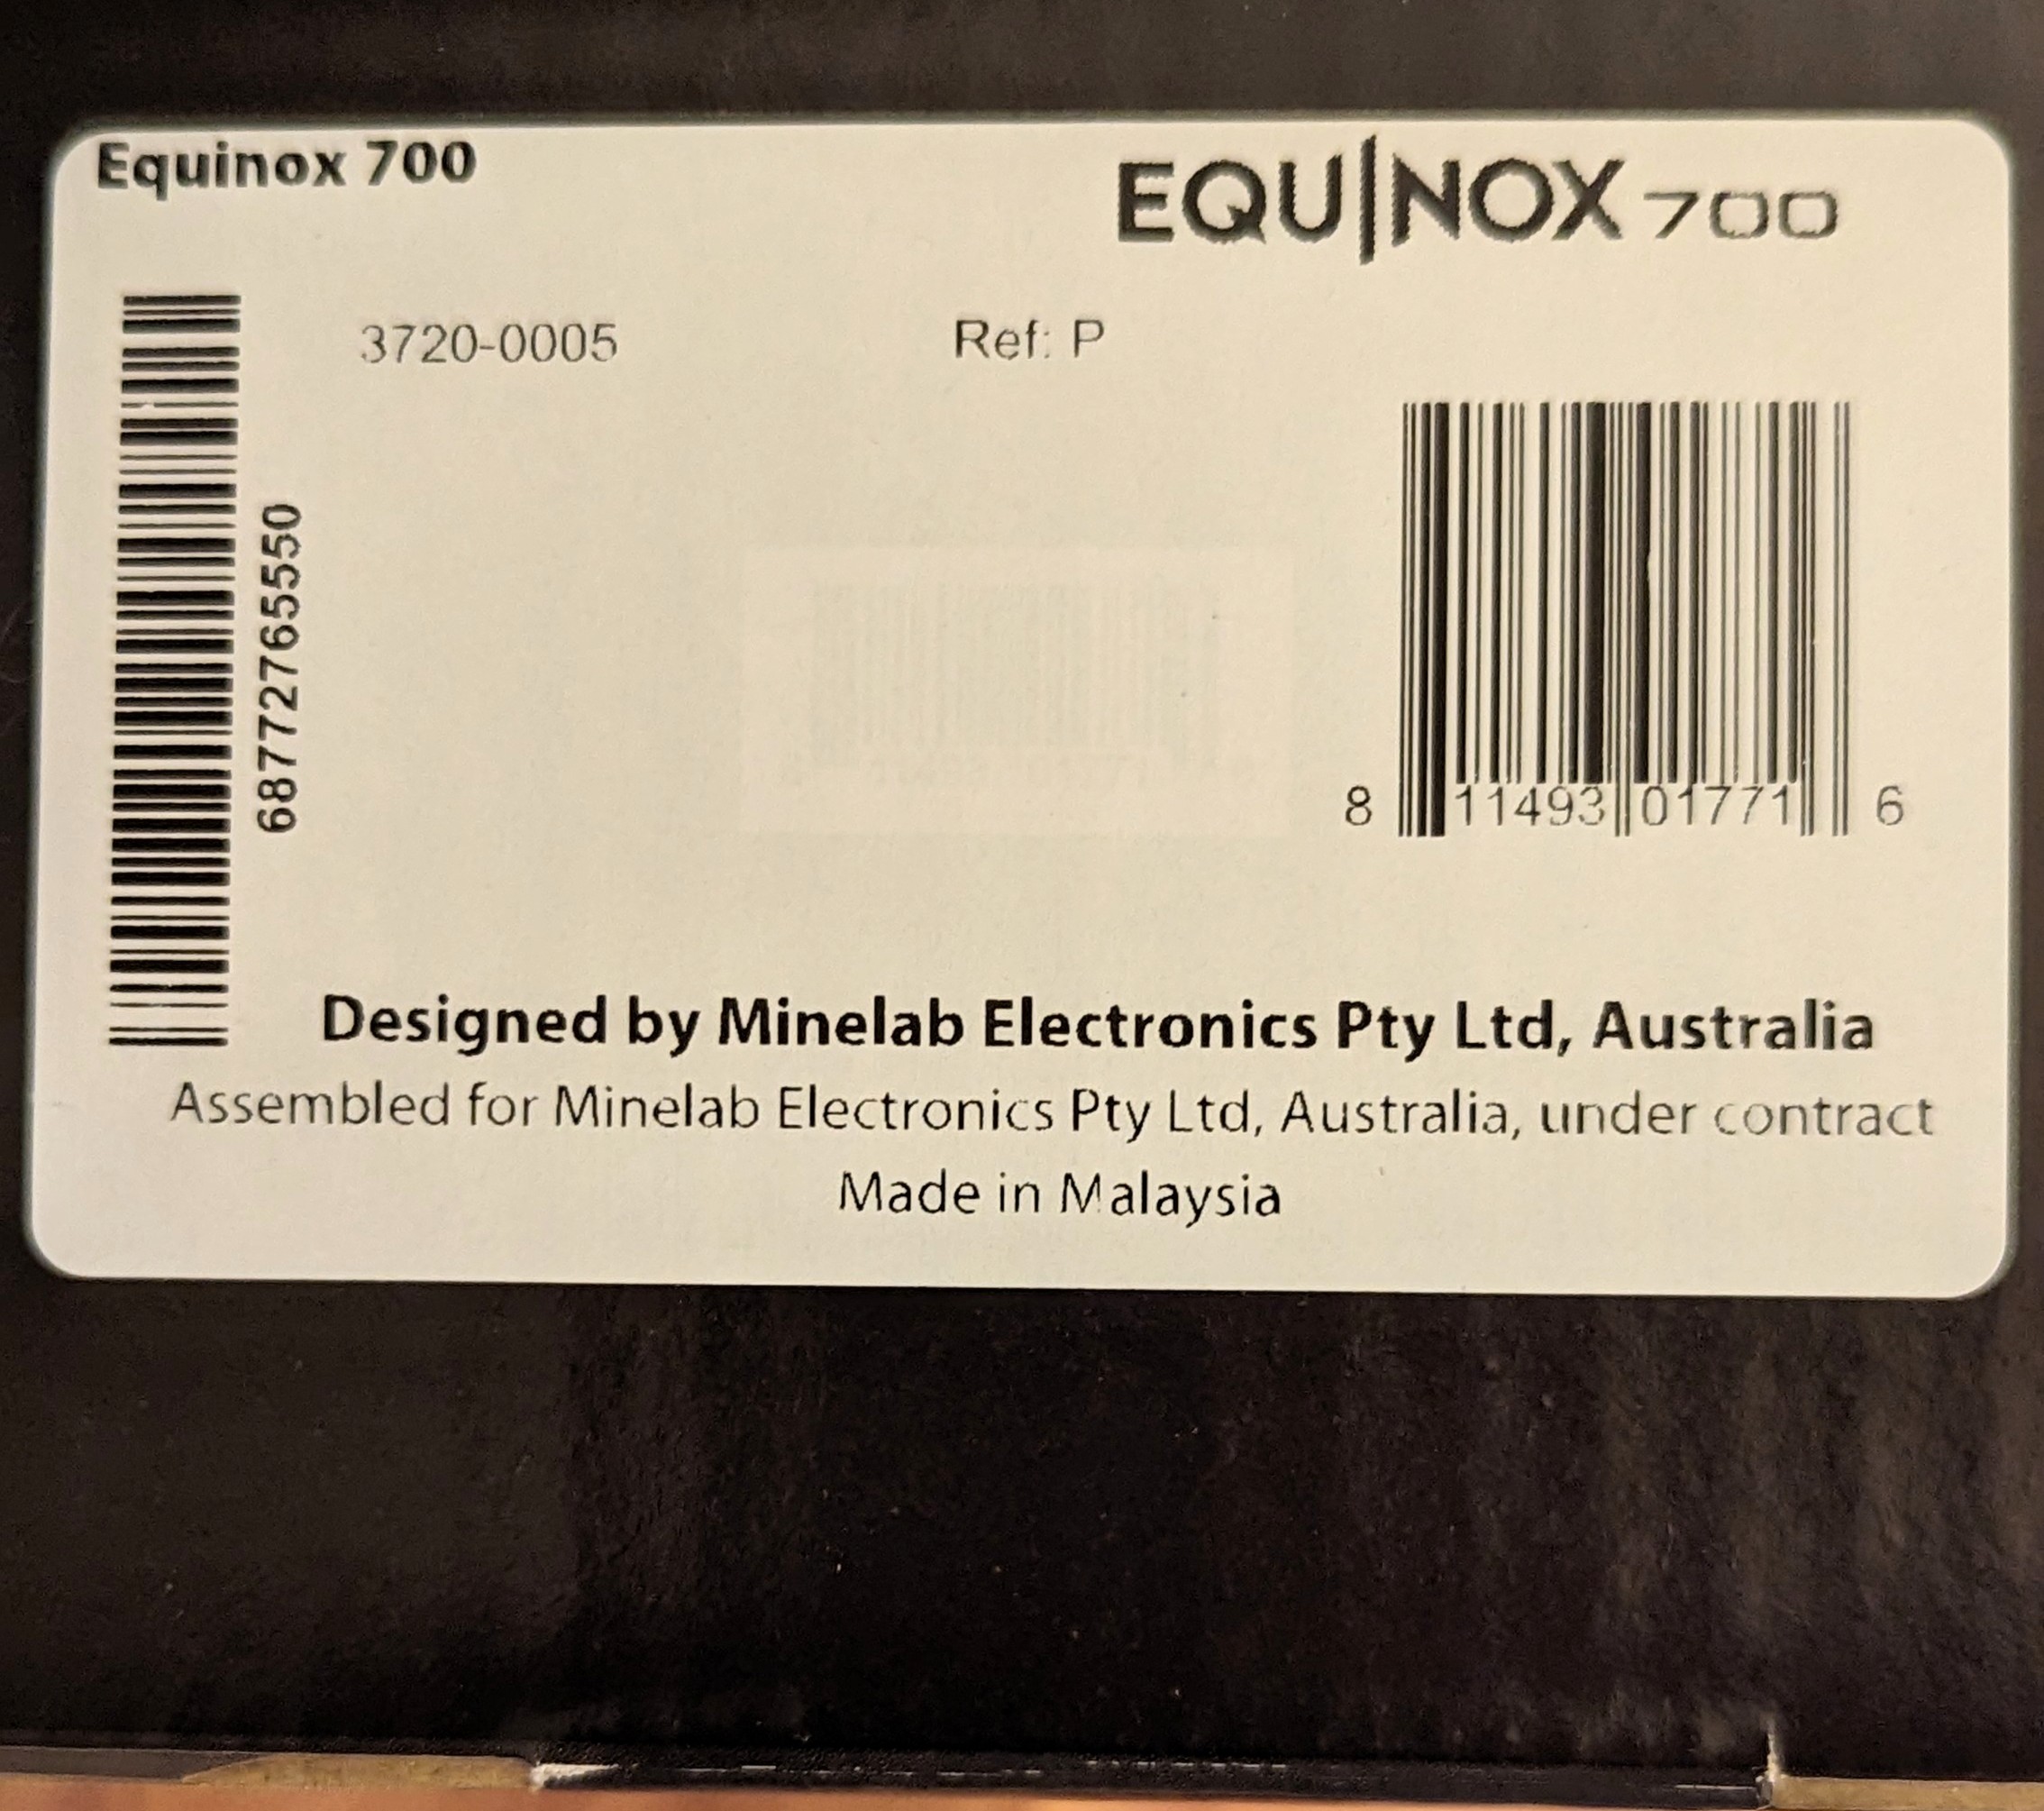 Equinox 700
EQU|NOX 700
3720-0005
Ref: P
687727765550
8 11493 01771 6
Designed by Minelab Electronics Pty Ltd, Australia
Assembled for Minelab Electronics Pty Ltd, Australia, under contract
Made in Malaysia